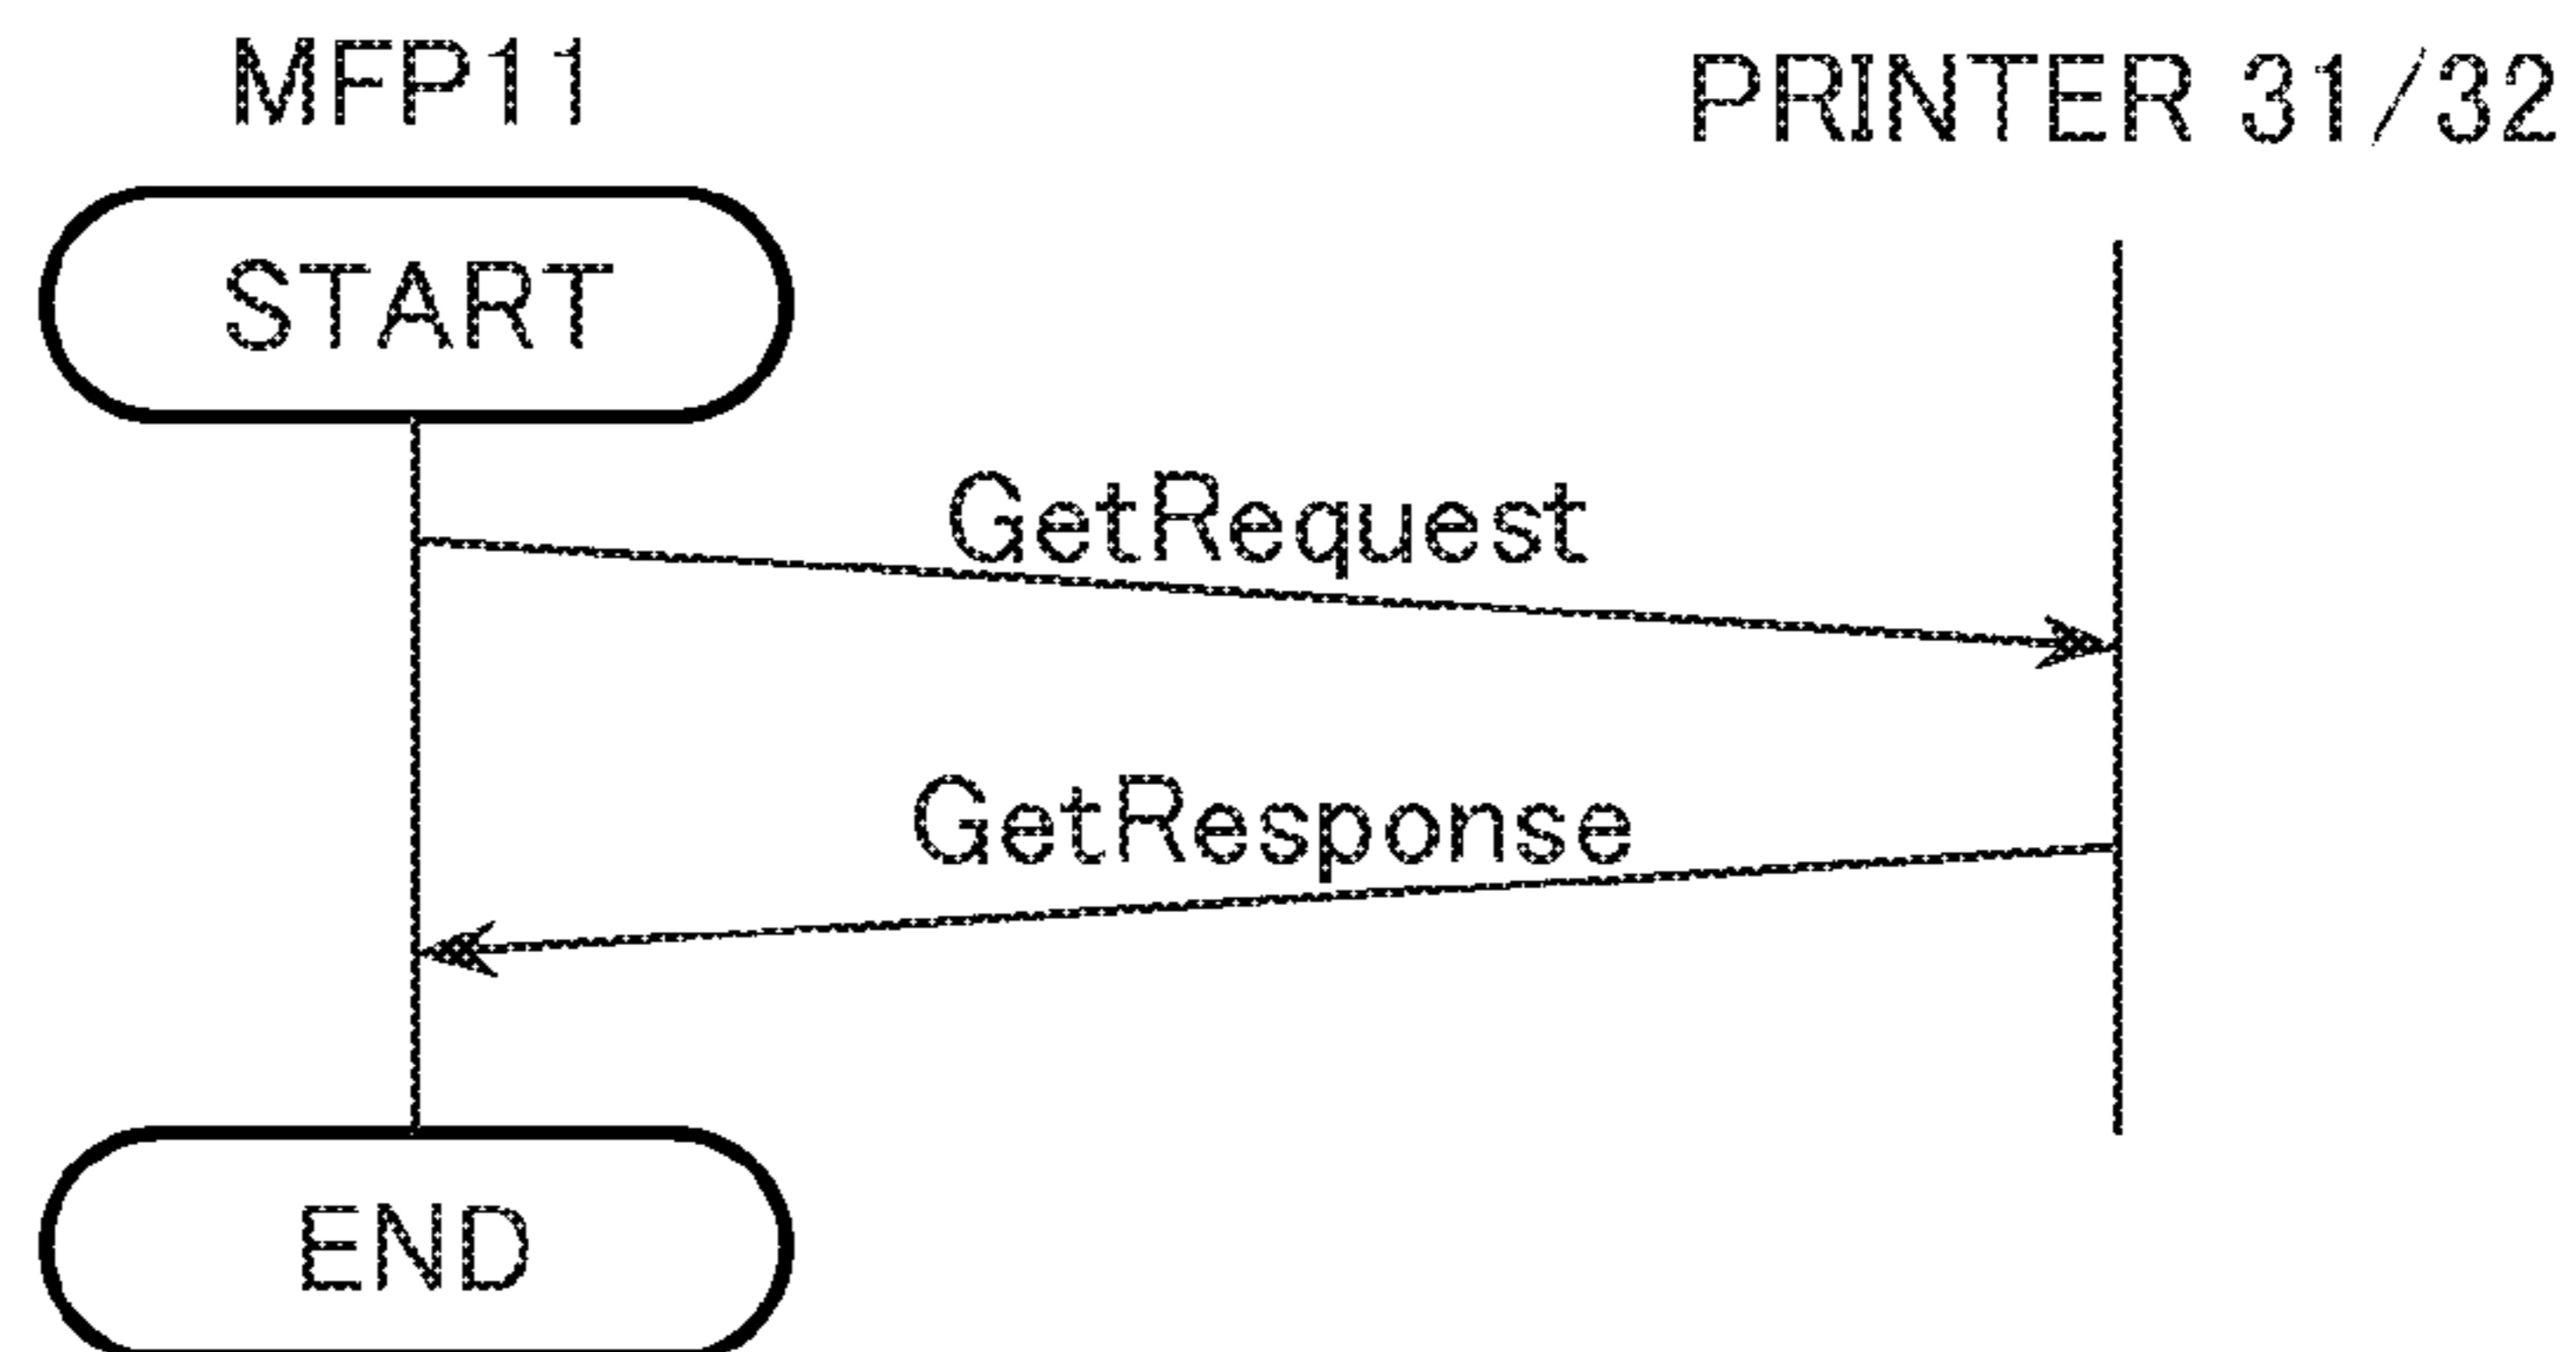 MFP11
PRINTER 31/32
START
GetRequest
GetResponse
END